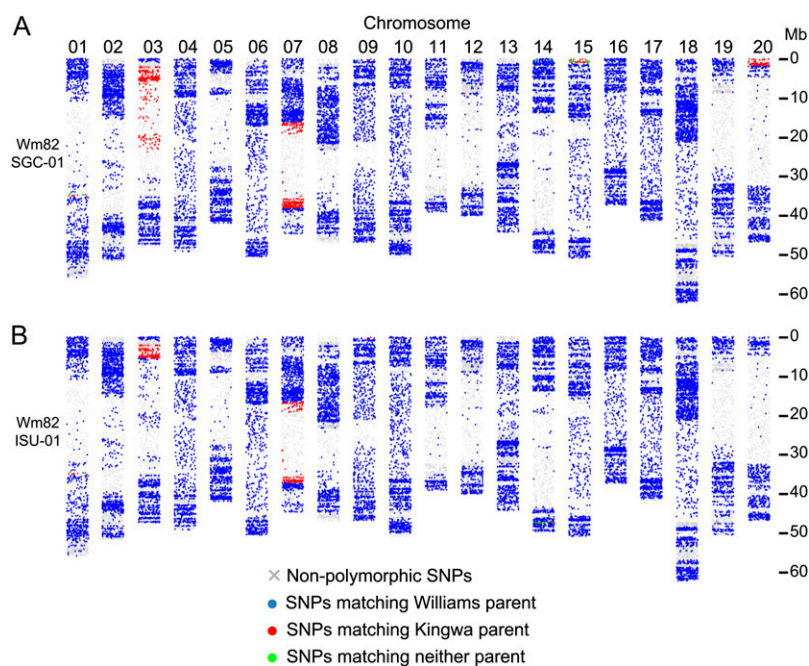 A
Chromosome
Mb
01 02 03 04 05 06 07 08 09 10 11 12 13 14 15 16 17 18 19 20
0
10
20
30
40
50
60
Wm82
SGC-01
B
0
10
20
30
40
50
60
Wm82
ISU-01
Non-polymorphic SNPs
SNPs matching Williams parent
SNPs matching Kingwa parent
SNPs matching neither parent